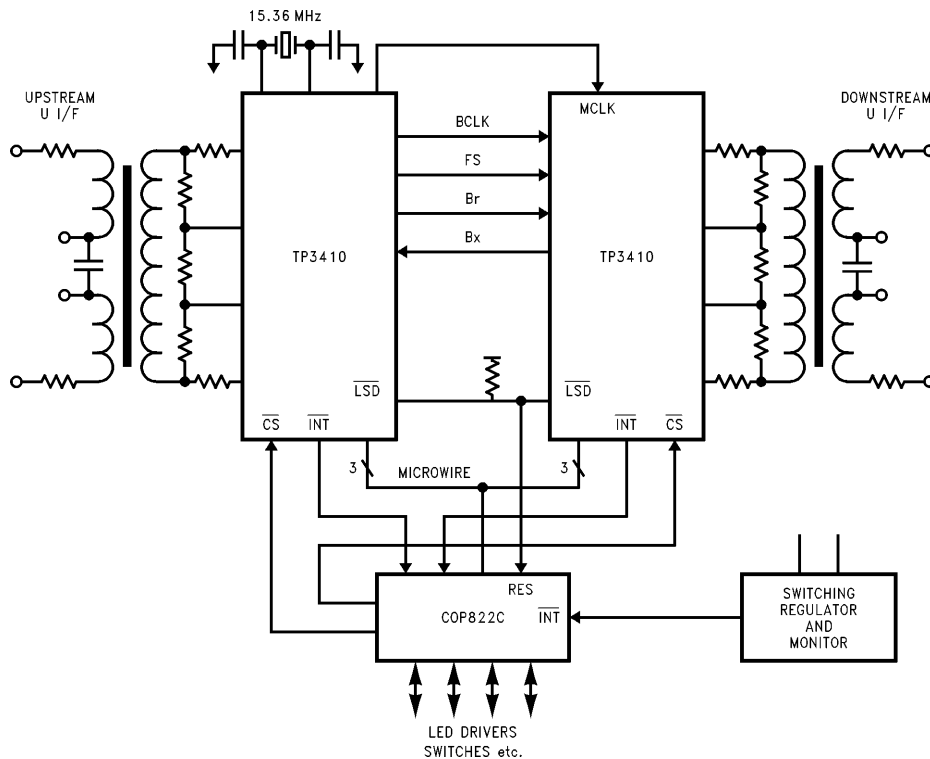 15.36 MHz
UPSTREAM
U I/F
DOWNSTREAM
U I/F
MCLK
BCLK
FS
Br
Bx
TP3410
TP3410
LSD
LSD
CS
INT
INT
CS
3
MICROWIRE
3
RES
COP822C
INT
SWITCHING
REGULATOR
AND
MONITOR
LED DRIVERS
SWITCHES etc.